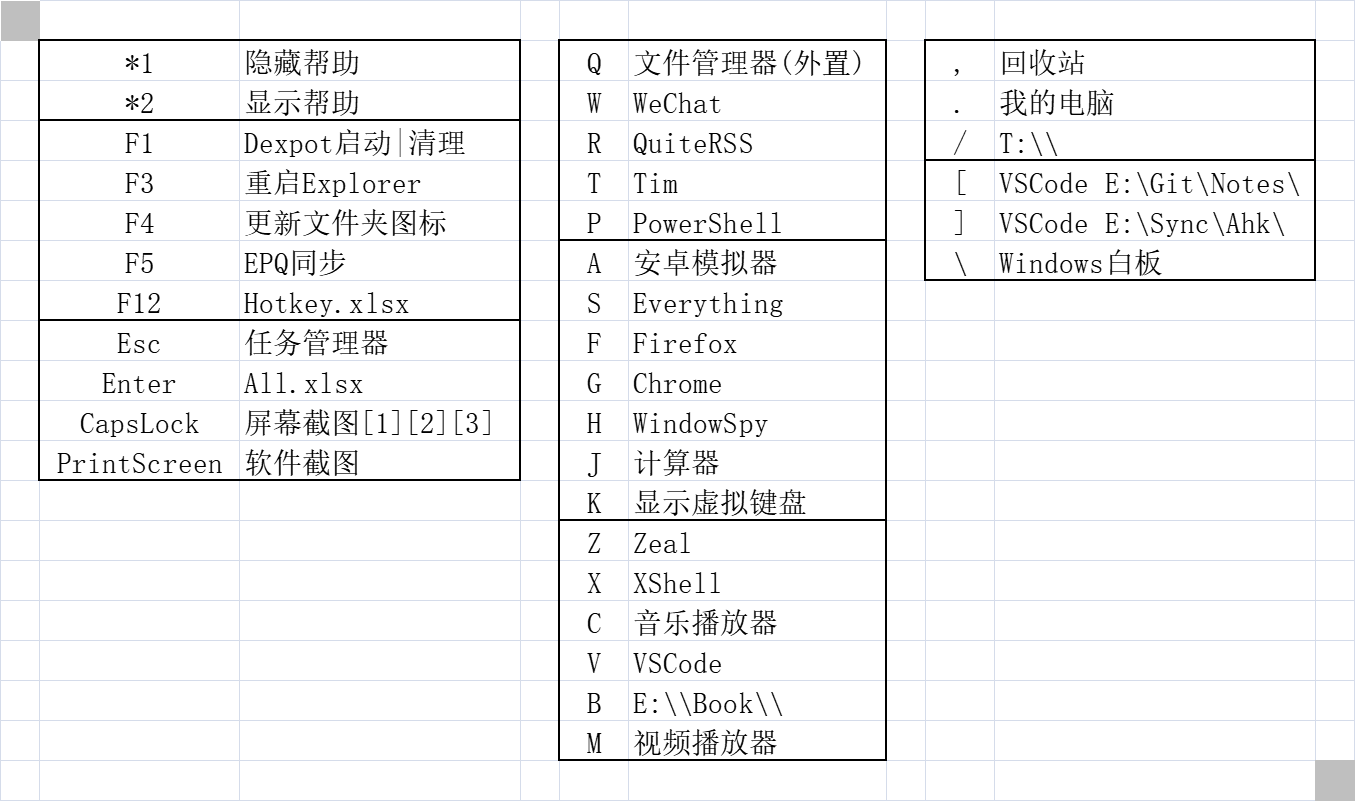 *1 隐藏帮助
*2 显示帮助
F1 Dexpot启动|清理
F3 重启Explorer
F4 更新文件夹图标
F5 EPQ同步
F12 Hotkey.xlsx
Esc 任务管理器
Enter All.xlsx
CapsLock 屏幕截图[1][2][3]
PrintScreen 软件截图
Q 文件管理器(外置)
W WeChat
R QuiteRSS
T Tim
P PowerShell
A 安卓模拟器
S Everything
F Firefox
G Chrome
H WindowSpy
J 计算器
K 显示虚拟键盘
Z Zeal
X XShell
C 音乐播放器
V VSCode
B E:\\Book\\
M 视频播放器
, 回收站
. 我的电脑
/ T:\\
[ VSCode E:\Git\Notes\
] VSCode E:\Sync\Ahk\
\ Windows白板